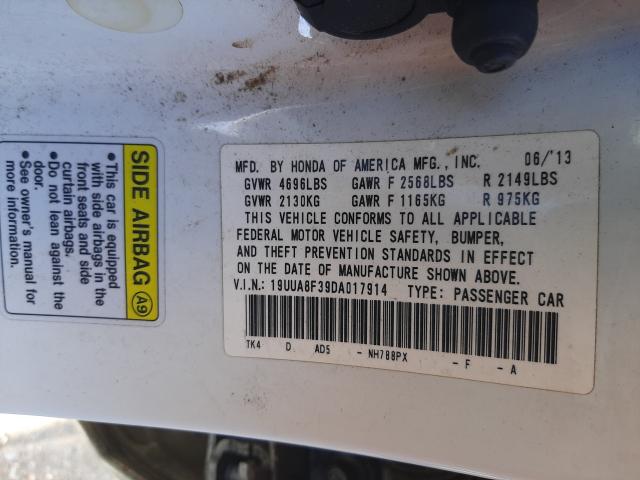 SIDE AIRBAG A9
•This car is equipped
with side airbags in the
front seats and side
curtain airbags.
•Do not lean against the
door.
•See owner's manual for
more information.
MFD. BY HONDA OF AMERICA MFG., INC. 06/'13
GVWR 4696LBS GAWR F 2568LBS R 2149LBS
GVWR 2130KG GAWR F 1165KG R 975KG
THIS VEHICLE CONFORMS TO ALL APPLICABLE
FEDERAL MOTOR VEHICLE SAFETY, BUMPER,
AND THEFT PREVENTION STANDARDS IN EFFECT
ON THE DATE OF MANUFACTURE SHOWN ABOVE.
V.I.N.: 19UUA8F39DA017914 TYPE: PASSENGER CAR
TK4 D AD5 - NH788PX - F - A